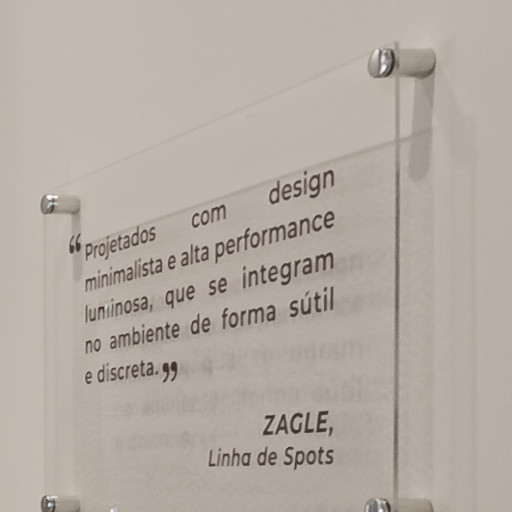 “Projetados com design
minimalista e alta performance
luminosa, que se integram
no ambiente de forma sútil
e discreta.”
ZAGLE,
Linha de Spots